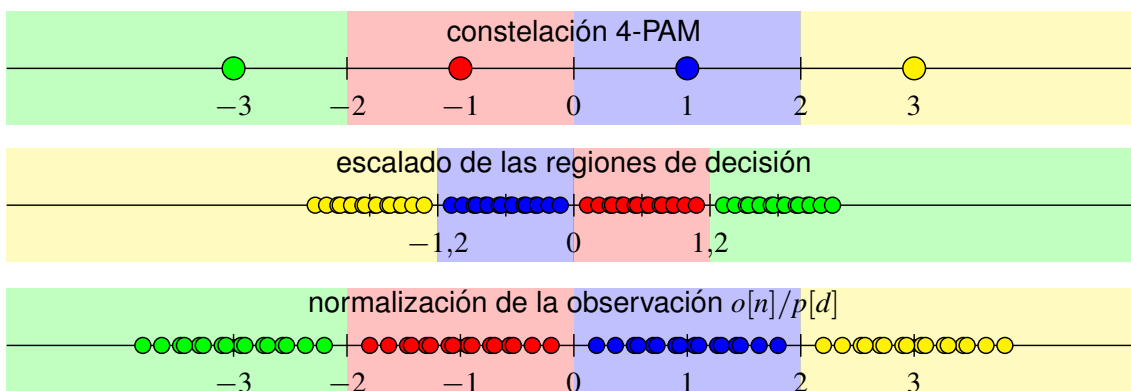 constelación 4-PAM
−3 −2 −1 0 1 2 3
escalado de las regiones de decisión
−1,2 0 1,2
normalización de la observación o[n]/p[d]
−3 −2 −1 0 1 2 3